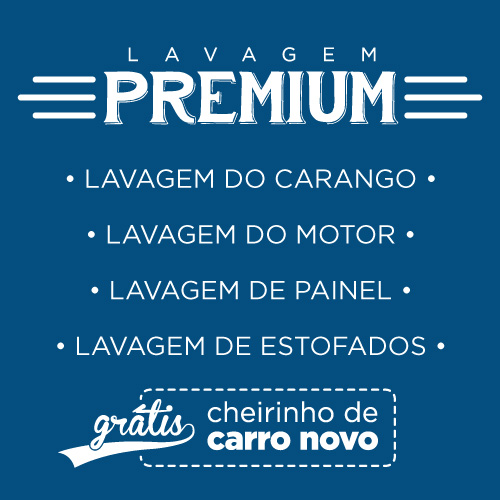 LAVAGEM
PREMIUM
• LAVAGEM DO CARANGO •
• LAVAGEM DO MOTOR •
• LAVAGEM DE PAINEL •
• LAVAGEM DE ESTOFADOS •
grátis cheirinho de
carro novo